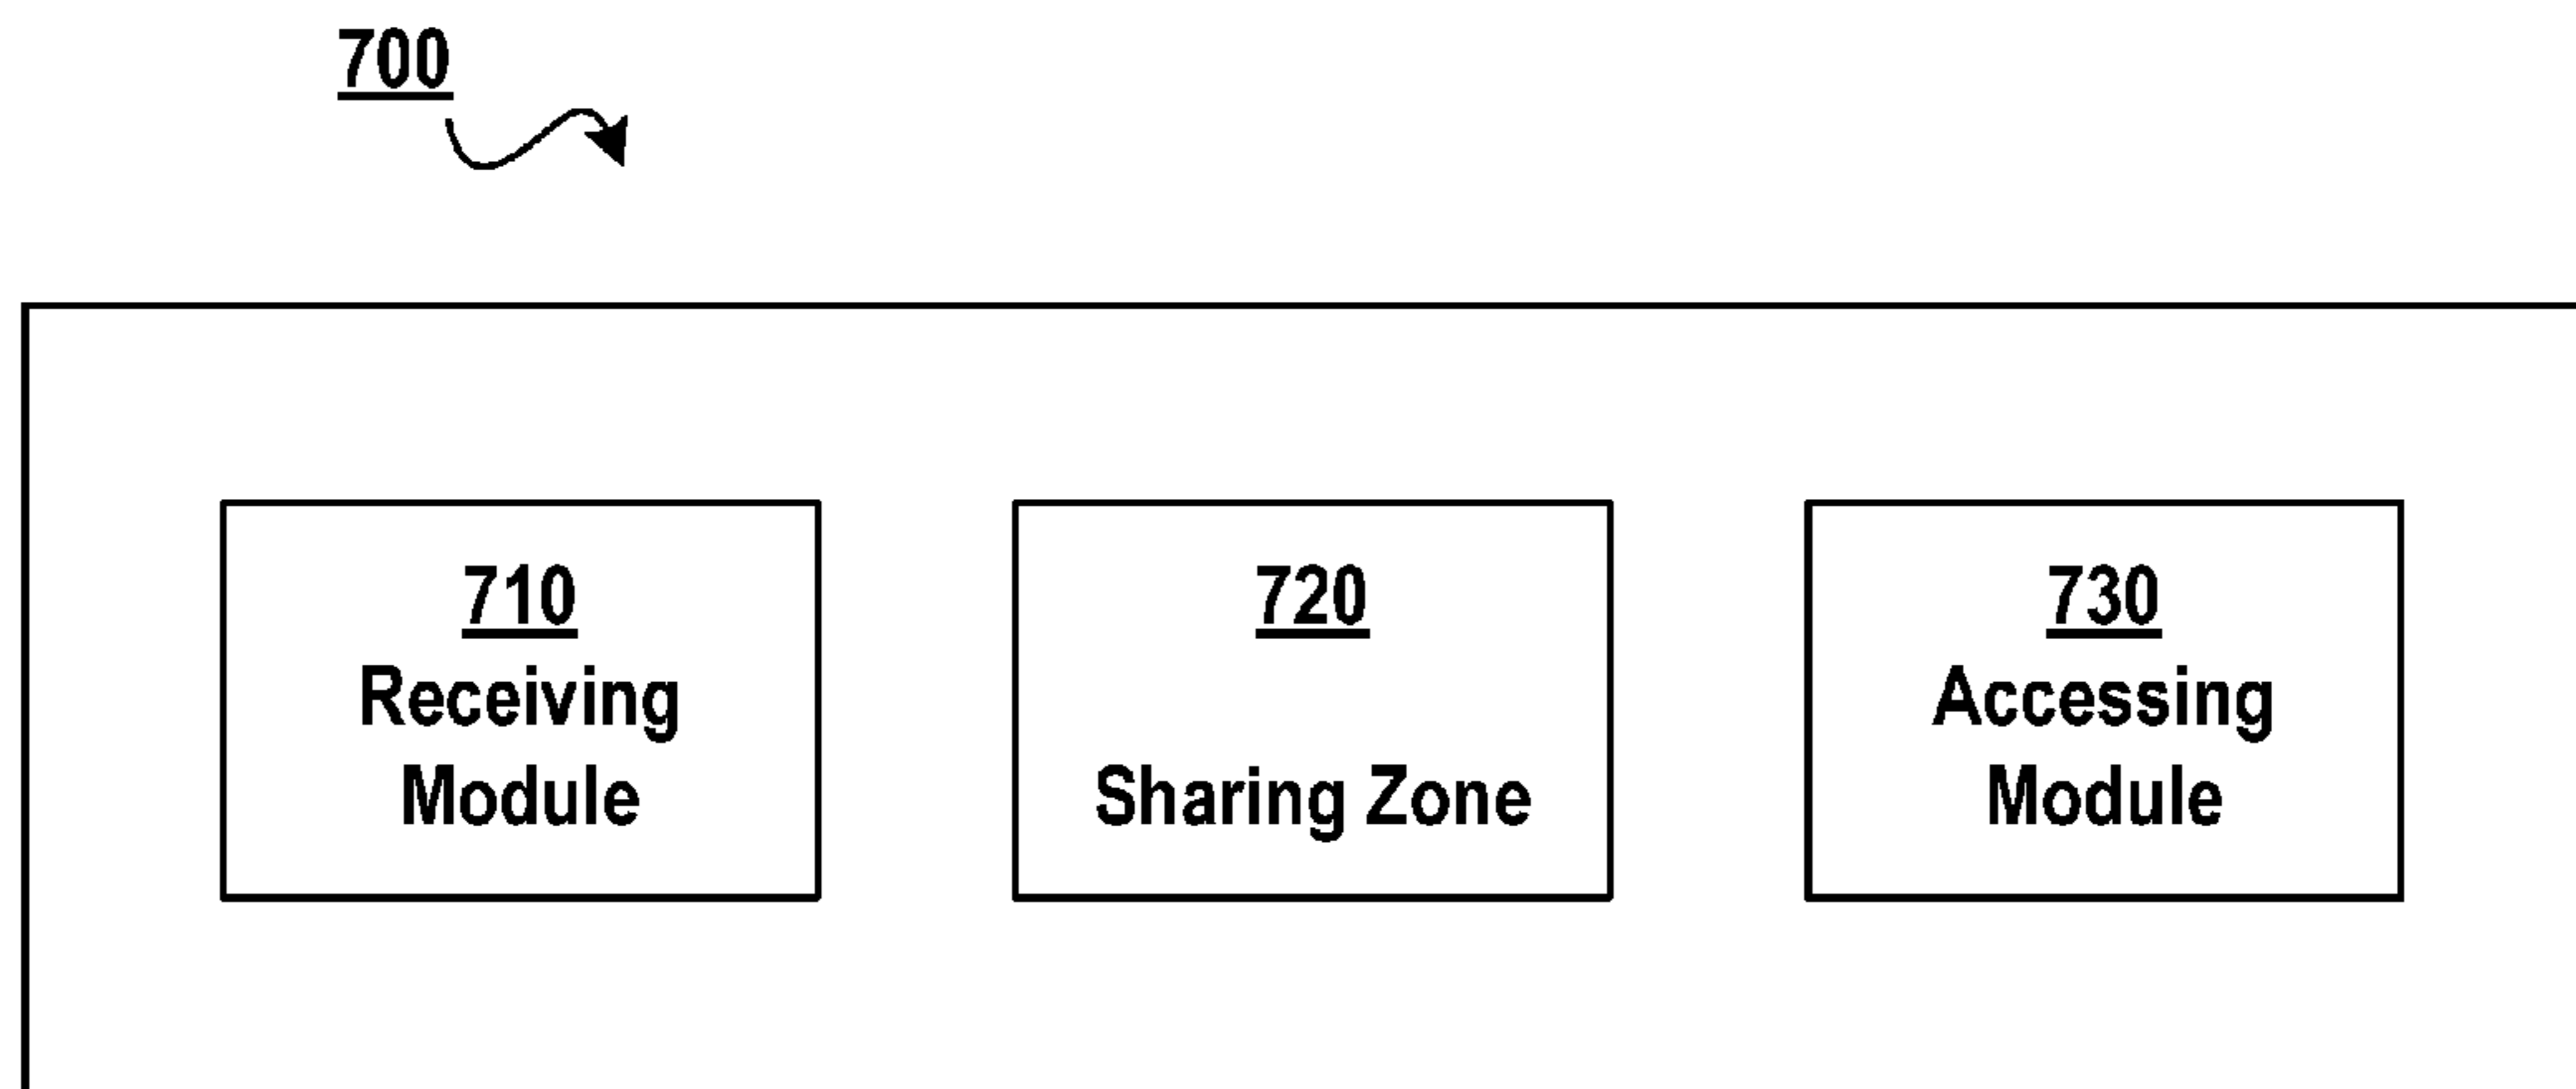 700
710
Receiving
Module
720
Sharing Zone
730
Accessing
Module